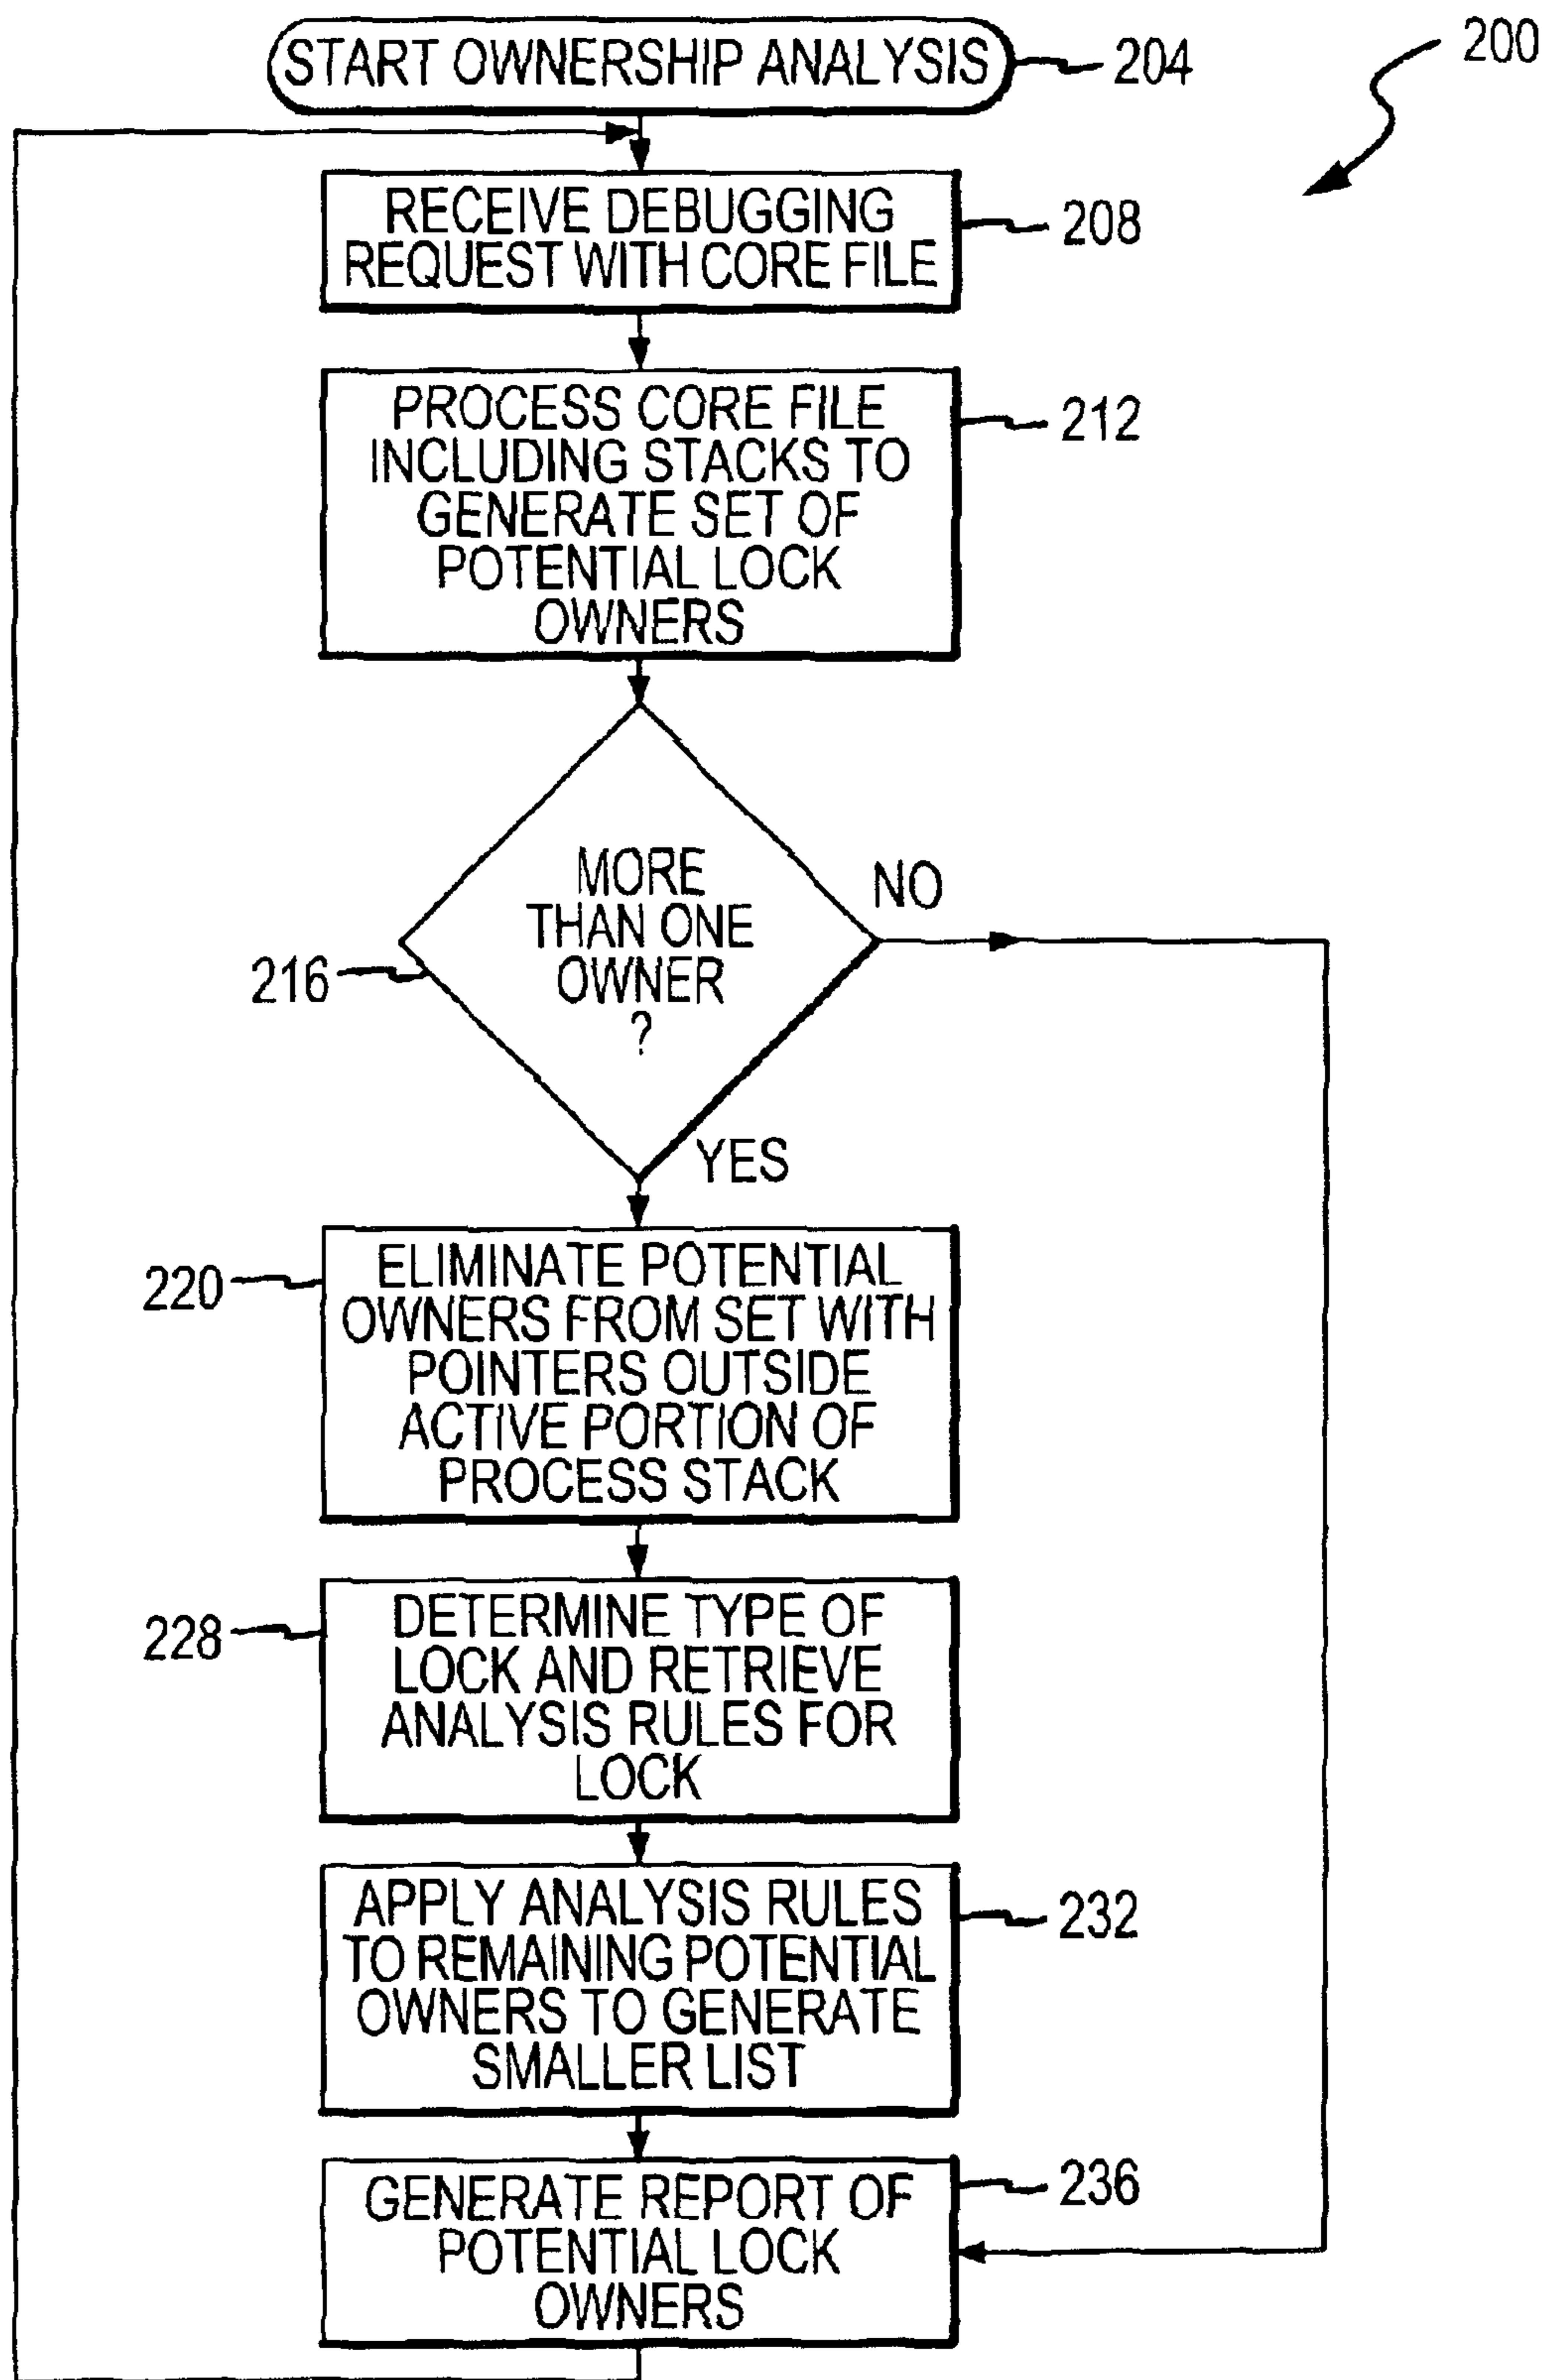 200
START OWNERSHIP ANALYSIS
204
RECEIVE DEBUGGING
REQUEST WITH CORE FILE
208
PROCESS CORE FILE
INCLUDING STACKS TO
GENERATE SET OF
POTENTIAL LOCK
OWNERS
212
MORE
THAN ONE
OWNER
?
216
NO
YES
220
ELIMINATE POTENTIAL
OWNERS FROM SET WITH
POINTERS OUTSIDE
ACTIVE PORTION OF
PROCESS STACK
228
DETERMINE TYPE OF
LOCK AND RETRIEVE
ANALYSIS RULES FOR
LOCK
APPLY ANALYSIS RULES
TO REMAINING POTENTIAL
OWNERS TO GENERATE
SMALLER LIST
232
GENERATE REPORT OF
POTENTIAL LOCK
OWNERS
236